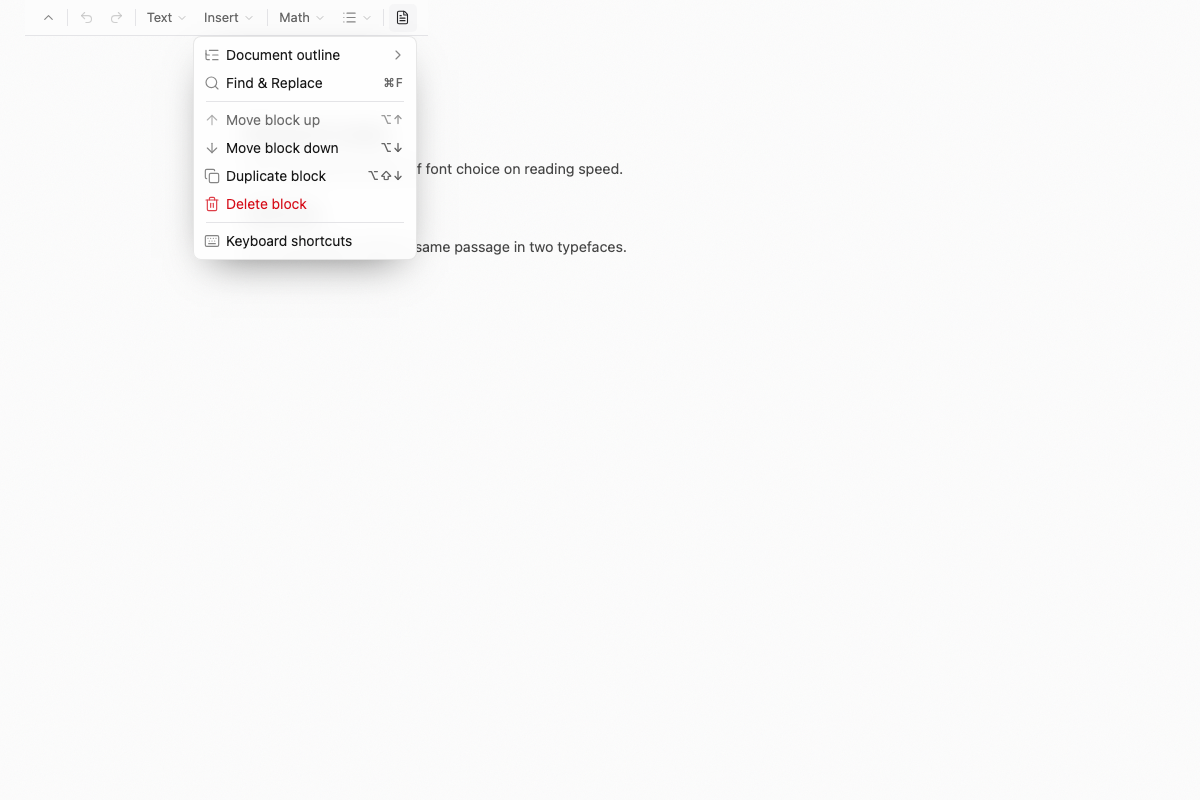 Text Insert Math
Document outline
Find & Replace ⌘F
Move block up ⌥↑
Move block down ⌥↓
font choice on reading speed.
Duplicate block ⌥⇧↓
Delete block
Keyboard shortcuts
same passage in two typefaces.